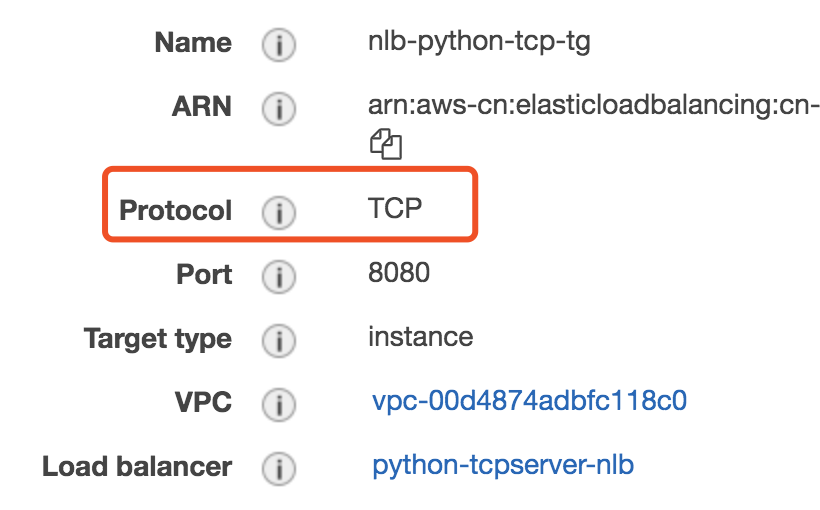 Name nlb-python-tcp-tg
ARN arn:aws-cn:elasticloadbalancing:cn-
Protocol TCP
Port 8080
Target type instance
VPC vpc-00d4874adbfc118c0
Load balancer python-tcpserver-nlb